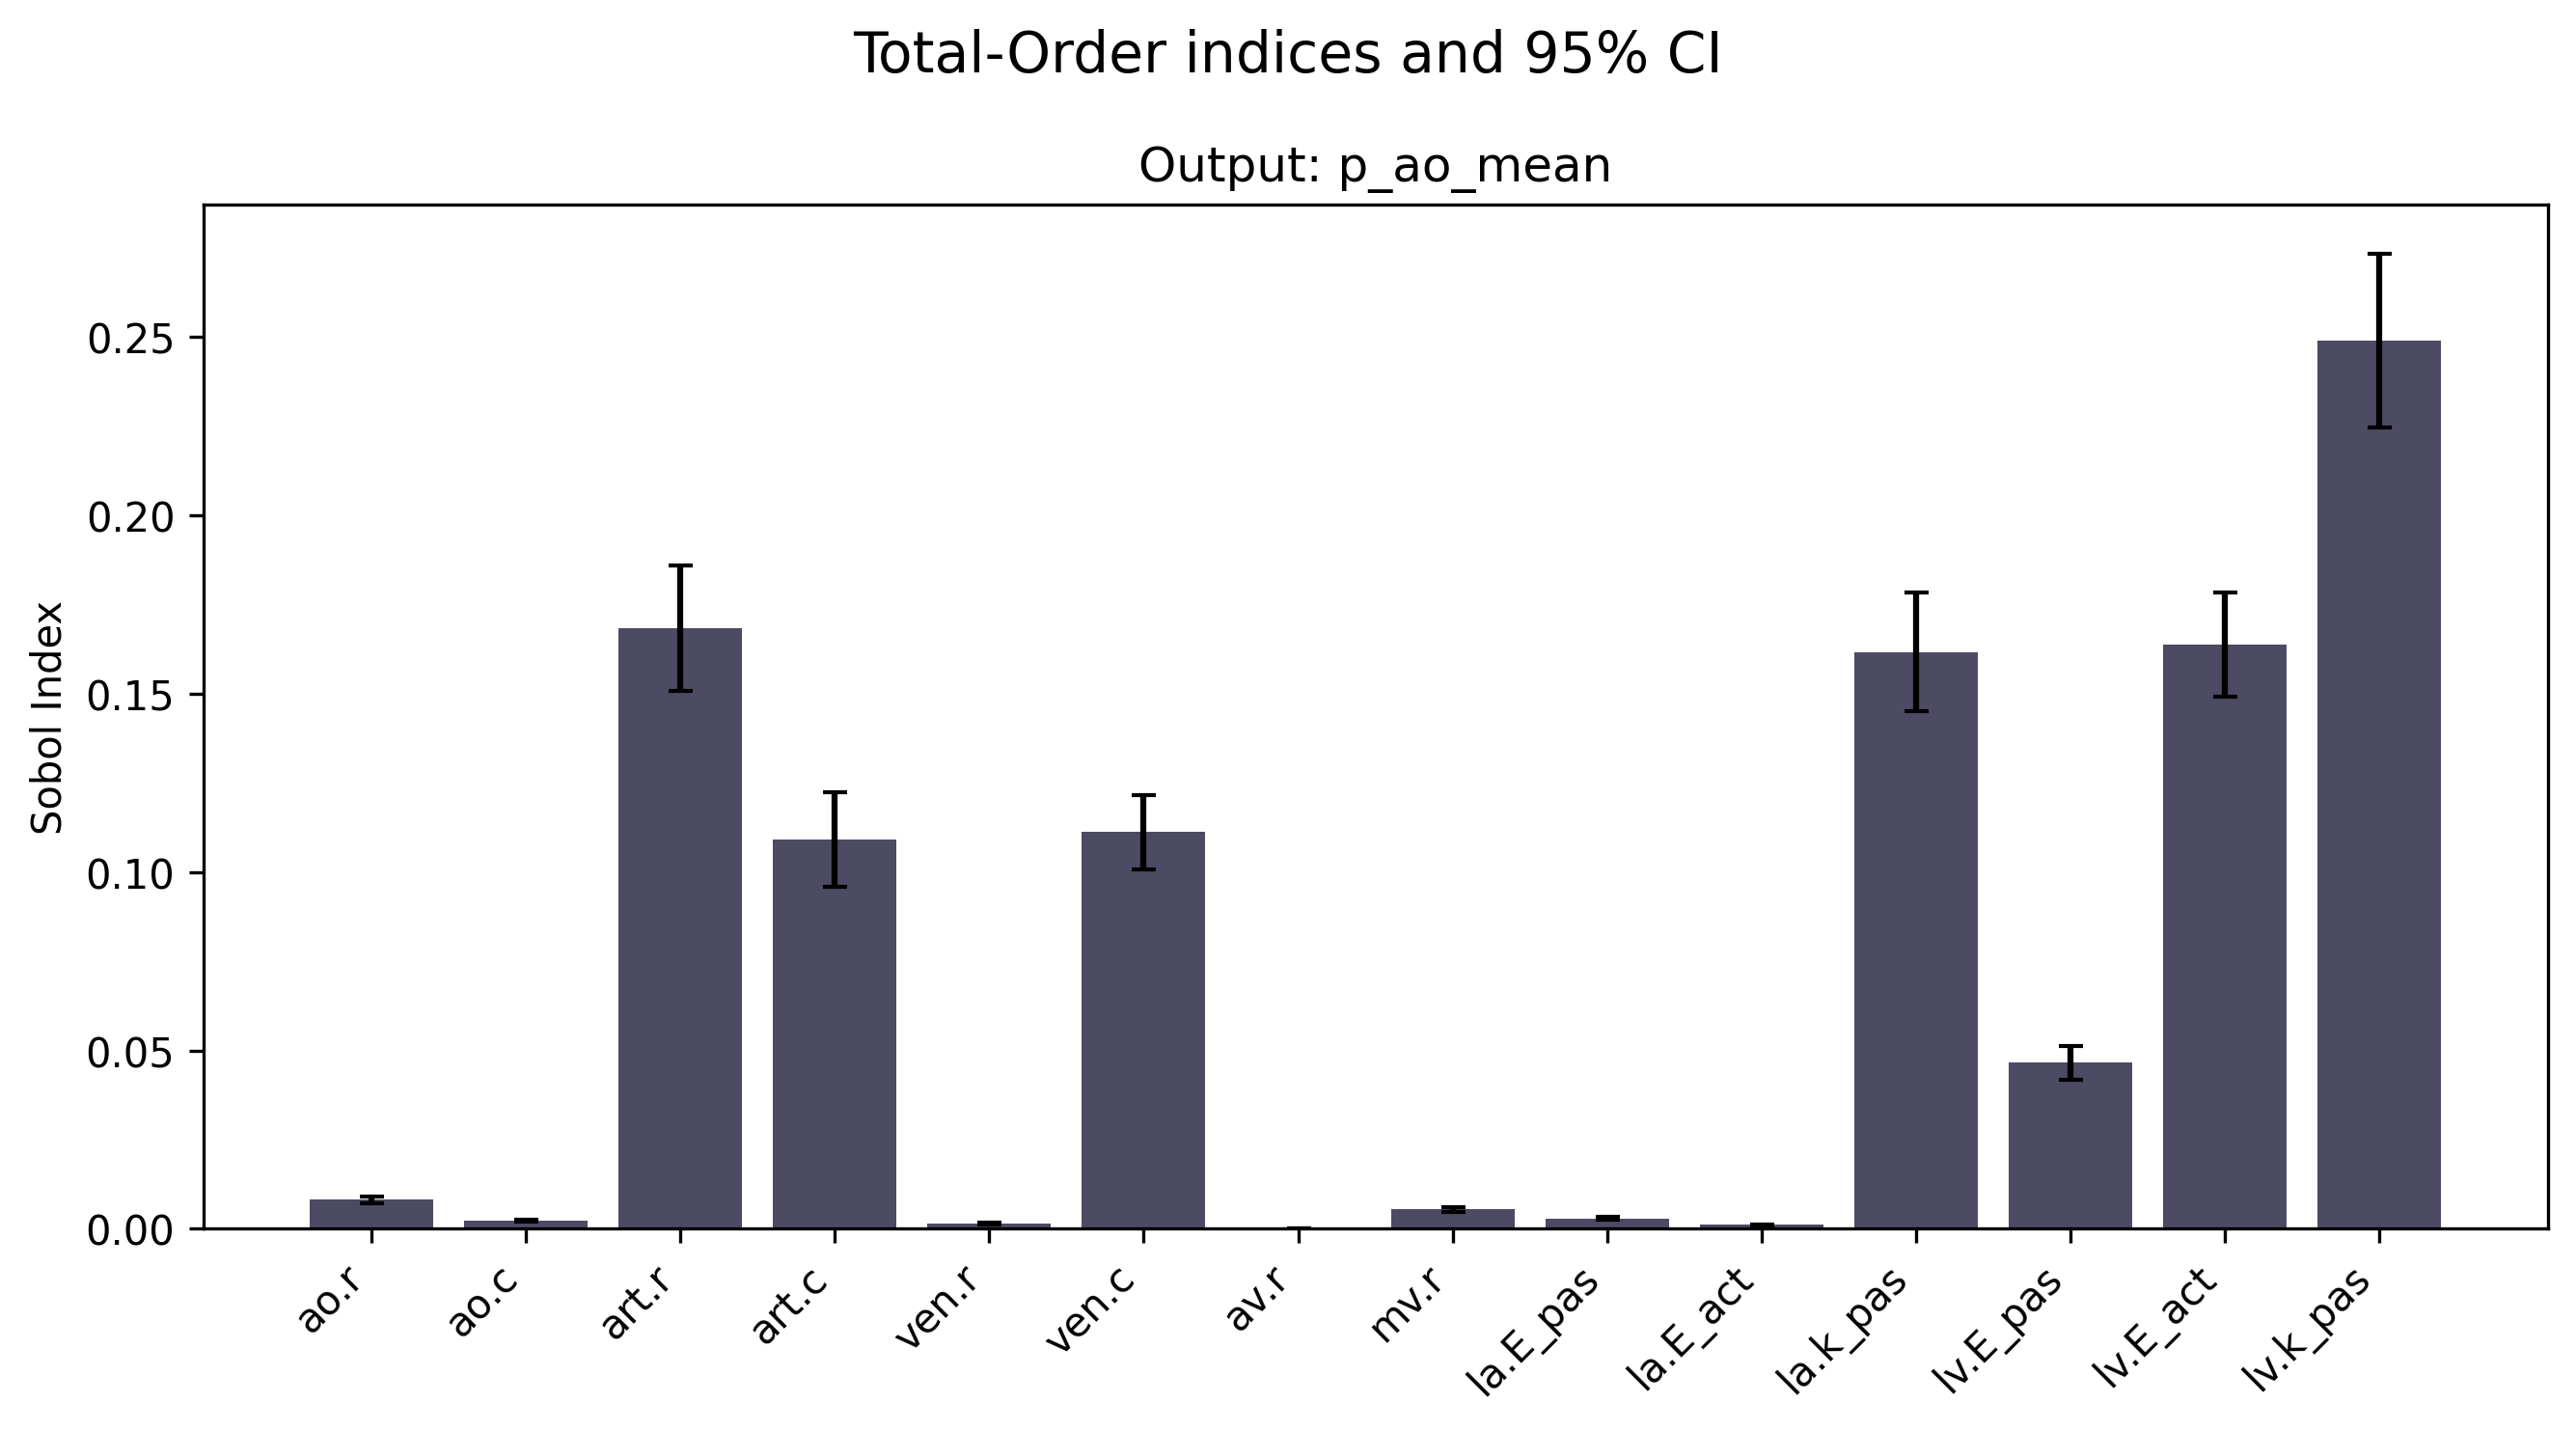 Total-Order indices and 95% CI
Output: p_ao_mean
Sobol Index
0.25
0.20
0.15
0.10
0.05
0.00
ao.r
ao.c
art.r
art.c
ven.r
ven.c
av.r
mv.r
la.E_pas
la.E_act
la.k_pas
lv.E_pas
lv.E_act
lv.k_pas